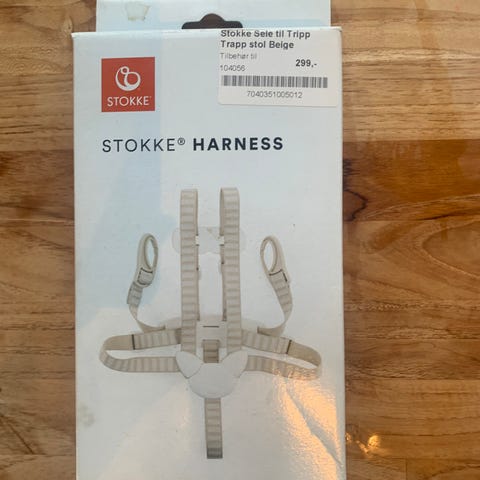 Stokke Sele til Tripp
Trapp stol Beige
Tilbehør til
104056
299,-
7040351005012
STOKKE®
STOKKE® HARNESS